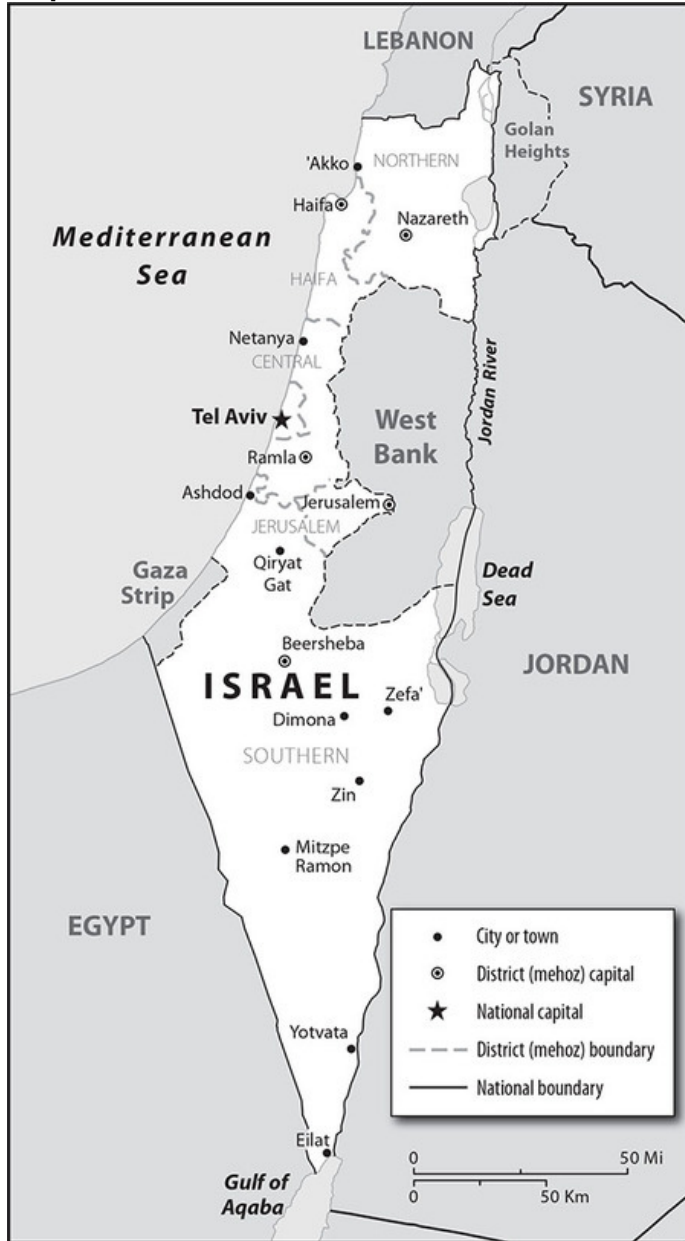 LEBANON
SYRIA
Golan
Heights
'Akko
NORTHERN
Haifa
Nazareth
Mediterranean
Sea
HAIFA
Netanya
CENTRAL
Jordan River
Tel Aviv
West
Bank
Ramla
Ashdod
Jerusalem
JERUSALEM
Qiryat
Gat
Gaza
Strip
Dead
Sea
Beersheba
ISRAEL
JORDAN
Zefa'
Dimona
SOUTHERN
Zin
Mitzpe
Ramon
EGYPT
City or town
District (mehoz) capital
National capital
District (mehoz) boundary
National boundary
Yotvata
Eilat
Gulf of
Aqaba
0 50 Mi
0 50 Km